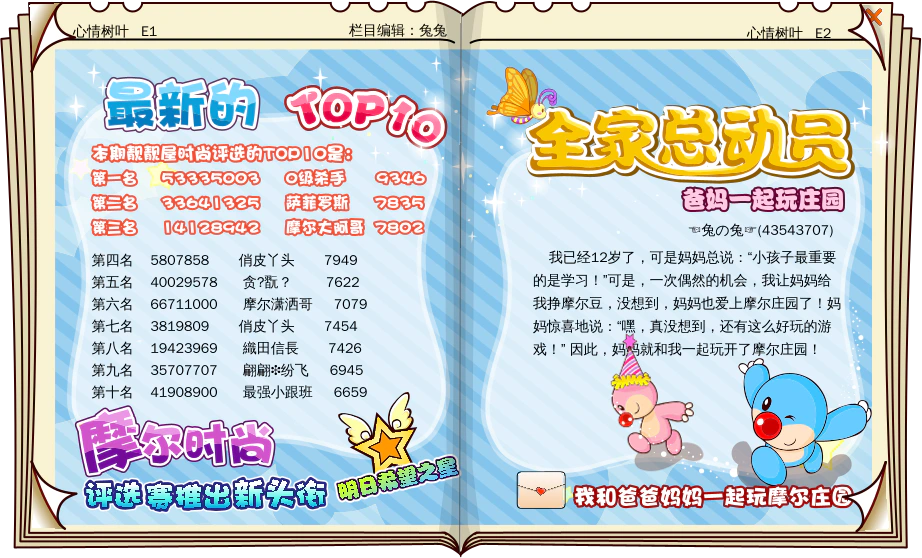 心情树叶 E1
栏目编辑：兔兔
最新的 TOP10
本期靓靓屋时尚评选的TOP10是：
第一名 53335003 0级杀手 9346
第二名 33641325 萨菲罗斯 7835
第三名 14128942 摩尔大阿哥 7802
第四名 5807858 俏皮丫头 7949
第五名 40029578 贪?翫？ 7622
第六名 66711000 摩尔潇洒哥 7079
第七名 3819809 俏皮丫头 7454
第八名 19423969 織田信長 7426
第九名 35707707 翩翩❉纷飞 6945
第十名 41908900 最强小跟班 6659
摩尔时尚
评选赛推出新头衔
明日希望之星
心情树叶 E2
全家总动员
爸妈一起玩庄园
☜兔の兔☞(43543707)
我已经12岁了，可是妈妈总说：“小孩子最重要
的是学习！”可是，一次偶然的机会，我让妈妈给
我挣摩尔豆，没想到，妈妈也爱上摩尔庄园了！妈
妈惊喜地说：“嘿，真没想到，还有这么好玩的游
戏！” 因此，妈妈就和我一起玩开了摩尔庄园！
我和爸爸妈妈一起玩摩尔庄园